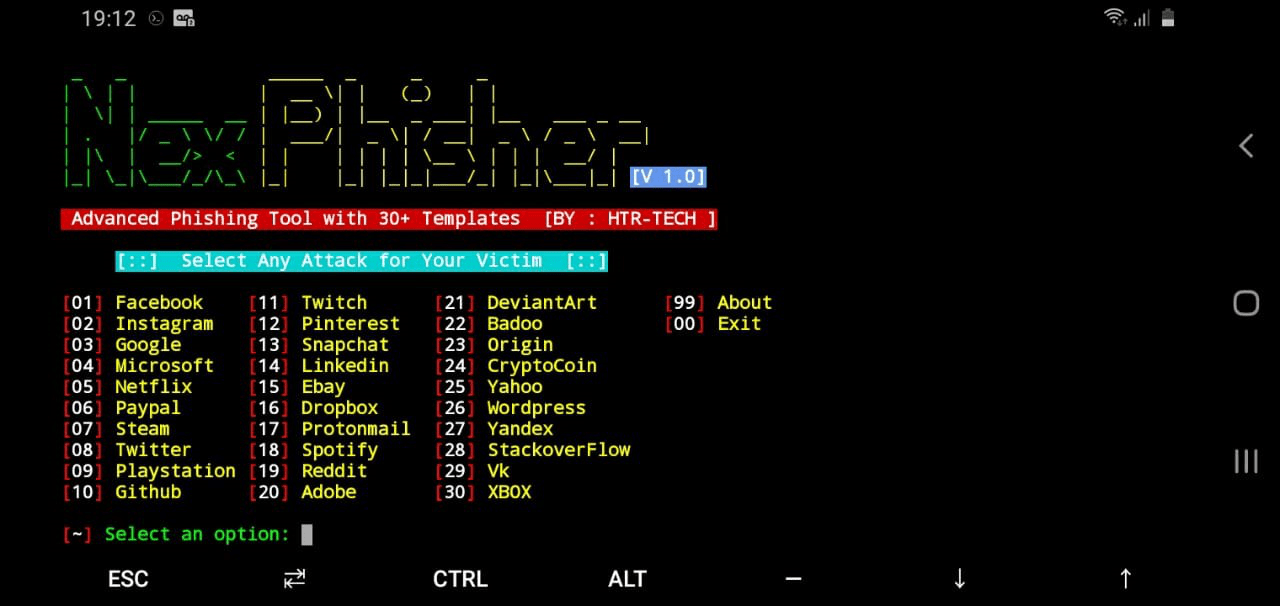 19:12
NexPhisher
[V 1.0]
Advanced Phishing Tool with 30+ Templates [BY : HTR-TECH ]
[::] Select Any Attack for Your Victim [::]
[01] Facebook [11] Twitch [21] DeviantArt [99] About
[02] Instagram [12] Pinterest [22] Badoo [00] Exit
[03] Google [13] Snapchat [23] Origin
[04] Microsoft [14] Linkedin [24] CryptoCoin
[05] Netflix [15] Ebay [25] Yahoo
[06] Paypal [16] Dropbox [26] Wordpress
[07] Steam [17] Protonmail [27] Yandex
[08] Twitter [18] Spotify [28] StackoverFlow
[09] Playstation [19] Reddit [29] Vk
[10] Github [20] Adobe [30] XBOX
[~] Select an option:
ESC ⇄ CTRL ALT – ↓ ↑